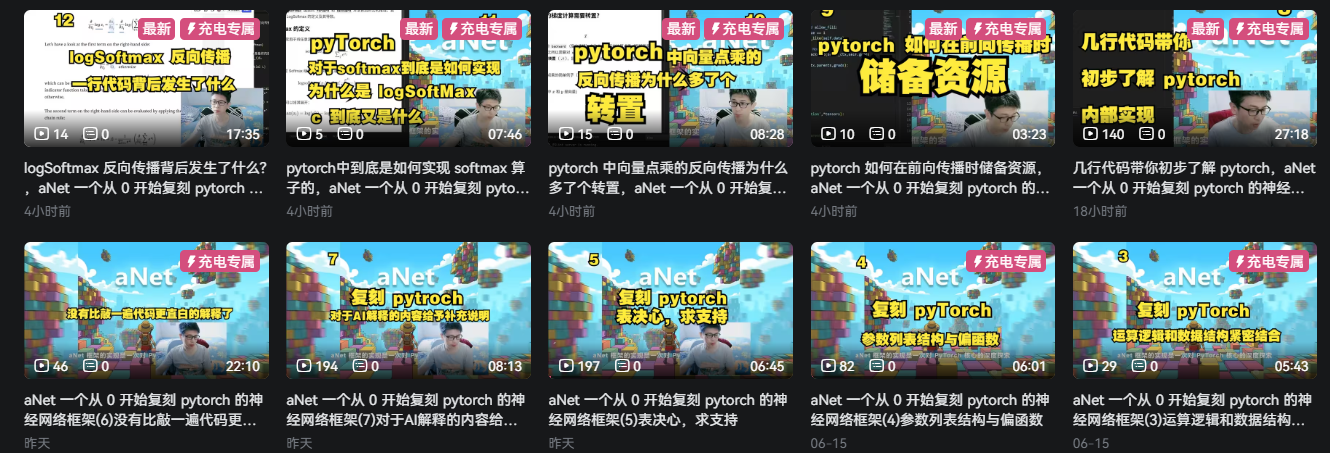 12
最新
充电专属
logSoftmax 反向传播
一行代码背后发生了什么
14
0
17:35
logSoftmax 反向传播背后发生了什么?
，aNet 一个从 0 开始复刻 pytorch ...
4小时前
最新
充电专属
pyTorch
对于softmax到底是如何实现
为什么是 logSoftMax
c 到底又是什么
5
0
07:46
pytorch中到底是如何实现 softmax 算
子的，aNet 一个从 0 开始复刻 pyto...
4小时前
最新
充电专属
pytorch 中向量点乘的
反向传播为什么多了个
转置
15
0
08:28
pytorch 中向量点乘的反向传播为什么
多了个转置，aNet 一个从 0 开始复...
4小时前
最新
充电专属
pytorch 如何在前向传播时
储备资源
10
0
03:23
pytorch 如何在前向传播时储备资源，
aNet 一个从 0 开始复刻 pytorch 的...
4小时前
最新
充电专属
几行代码带你
初步了解 pytorch
内部实现
140
0
27:18
几行代码带你初步了解 pytorch，aNet
一个从 0 开始复刻 pytorch 的神经...
18小时前
充电专属
aNet
没有比敲一遍代码更直白的解释了
46
0
22:10
aNet 一个从 0 开始复刻 pytorch 的神
经网络框架(6)没有比敲一遍代码更...
昨天
7
aNet
复刻 pytroch
对于AI解释的内容给予补充说明
194
0
08:13
aNet 一个从 0 开始复刻 pytorch 的神
经网络框架(7)对于AI解释的内容给...
昨天
5
aNet
复刻 pytorch
表决心，求支持
197
0
06:45
aNet 一个从 0 开始复刻 pytorch 的神
经网络框架(5)表决心，求支持
昨天
4
充电专属
aNet
复刻 pyTorch
参数列表结构与偏函数
82
0
06:01
aNet 一个从 0 开始复刻 pytorch 的神
经网络框架(4)参数列表结构与偏函数
06-15
3
充电专属
aNet
复刻 pyTorch
运算逻辑和数据结构紧密结合
29
0
05:43
aNet 一个从 0 开始复刻 pytorch 的神
经网络框架(3)运算逻辑和数据结构...
06-15